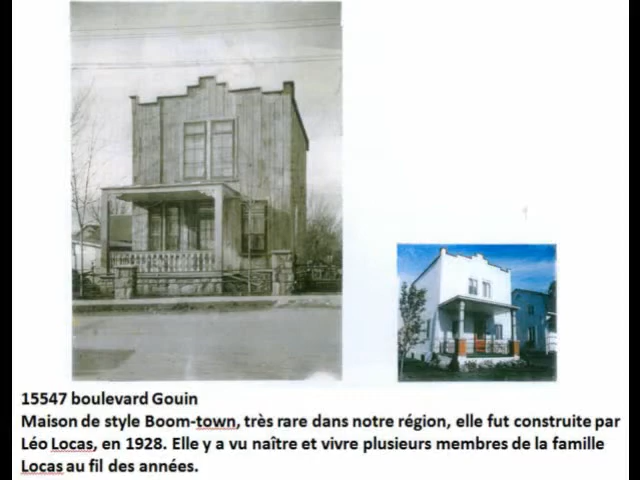 15547 boulevard Gouin
Maison de style Boom-town, très rare dans notre région, elle fut construite par
Léo Locas, en 1928. Elle y a vu naître et vivre plusieurs membres de la famille
Locas au fil des années.